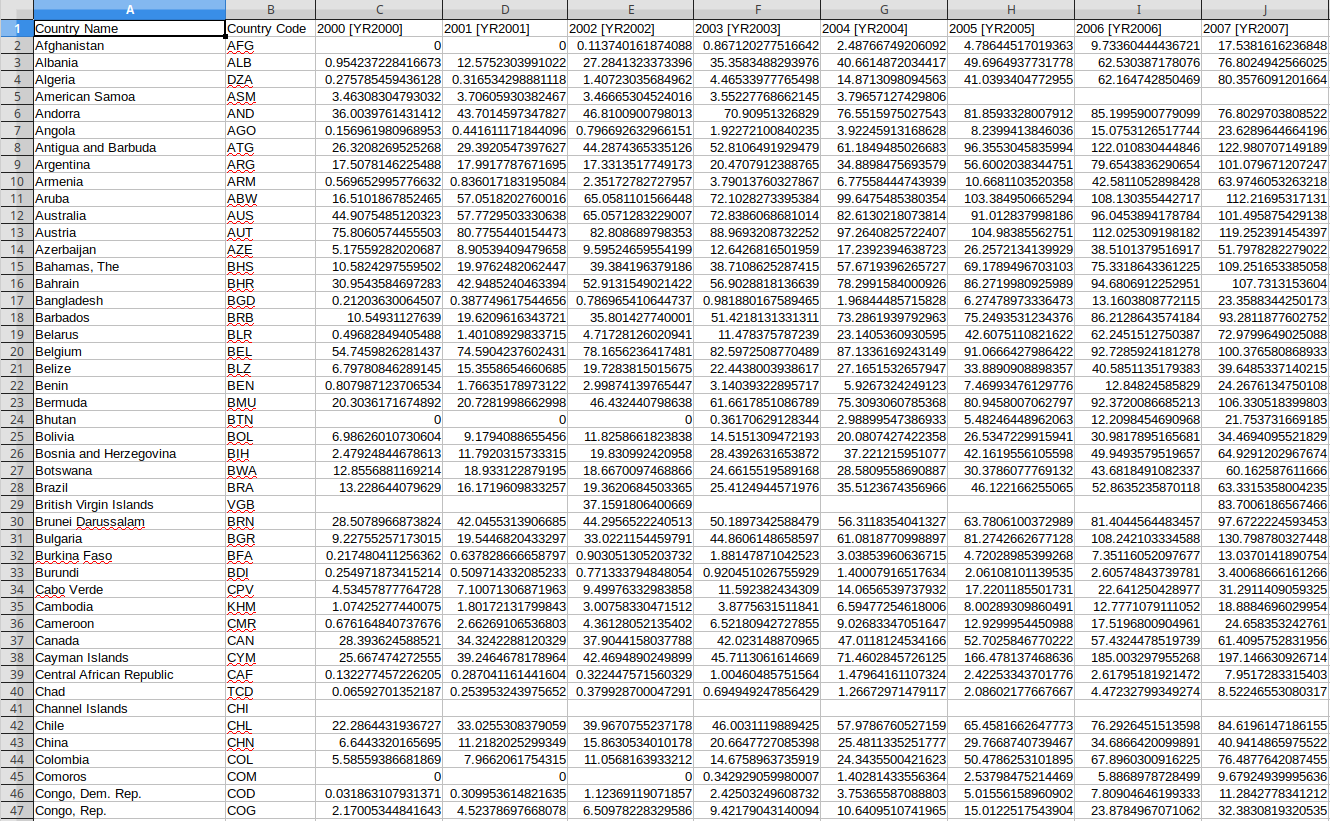 A B C D E F G H I J
1 Country Name Country Code 2000 [YR2000] 2001 [YR2001] 2002 [YR2002] 2003 [YR2003] 2004 [YR2004] 2005 [YR2005] 2006 [YR2006] 2007 [YR2007]
2 Afghanistan AFG 0 0 0.113740161874088 0.867120277516642 2.48766749206092 4.78644517019363 9.73360444436721 17.5381616236848
3 Albania ALB 0.954237228416673 12.5752303991022 27.2841323373396 35.3583488293976 40.6614872034417 49.6964937731778 62.530387178076 76.8024942566025
4 Algeria DZA 0.275785459436128 0.316534298881118 1.40723035684962 4.46533977765498 14.8713098094563 41.0393404772955 62.164742850469 80.3576091201664
5 American Samoa ASM 3.46308304793032 3.70605930382467 3.46665304524016 3.55227768662145 3.79657127429806
6 Andorra AND 36.0039761431412 43.7014597347827 46.8100900798013 70.90951326829 76.5515975027543 81.8593328007912 85.1995900779099 76.8029703808522
7 Angola AGO 0.156961980968953 0.441611171844096 0.796692632966151 1.92272100840235 3.92245913168628 8.2399413846036 15.0753126517744 23.6289644664196
8 Antigua and Barbuda ATG 26.3208269525268 29.3920547397627 44.2874365335126 52.8106491929479 61.1849485026683 96.3553045835994 122.010830444846 122.980707149189
9 Argentina ARG 17.5078146225488 17.9917787671695 17.3313517749173 20.4707912388765 34.8898475693579 56.6002038344751 79.6543836290654 101.079671207247
10 Armenia ARM 0.569652995776632 0.836017183195084 2.35172782727957 3.79013760327867 6.77558444743939 10.6681103520358 42.5811052898428 63.9746053263218
11 Aruba ABW 16.5101867852465 57.0518202760016 65.0581101566448 72.1028273395384 99.6475485380354 103.384950665294 108.130355442717 112.21695317131
12 Australia AUS 44.9075485120323 57.7729503330638 65.0571283229007 72.8386068681014 82.6130218073814 91.012837998186 96.0453894178784 101.495875429138
13 Austria AUT 75.8060574455503 80.7755440154473 82.808689798353 88.9693208732252 97.2640825722407 104.98385562751 112.025309198182 119.252391454397
14 Azerbaijan AZE 5.17559282020687 8.90539409479658 9.59524659554199 12.6426816501959 17.2392394638723 26.2572134139929 38.5101379516917 51.7978282279022
15 Bahamas, The BHS 10.5824297559502 19.9762482062447 39.384196379186 38.7108625287415 57.6719396265727 69.1789496703103 75.3318643361225 109.251653385058
16 Bahrain BHR 30.9543584697283 42.9485240463394 52.9131549021422 56.9028818136639 78.2991584000926 86.2719980925989 94.6806912252951 107.7313153604
17 Bangladesh BGD 0.21203630064507 0.387749617544656 0.786965410644737 0.981880167589465 1.96844485715828 6.27478973336473 13.1603808772115 23.3588344250173
18 Barbados BRB 10.54931127639 19.6209616343721 35.801427740001 51.4218131331311 73.2861939792963 75.2493531234376 86.2128643574184 93.2811877602752
19 Belarus BLR 0.49682849405488 1.40108929833715 4.71728126020941 11.478375787239 23.1405360930595 42.6075110821622 62.2451512750387 72.9799649025088
20 Belgium BEL 54.7459826281437 74.5904237602431 78.1656236417481 82.5972508770489 87.1336169243149 91.0666427986422 92.7285924181278 100.376580868933
21 Belize BLZ 6.79780846289145 15.3558654660685 19.7283815015675 22.4438003938617 27.1651532657947 33.8890908898357 40.5851135179383 39.6485337140215
22 Benin BEN 0.807987123706534 1.76635178973122 2.99874139765447 3.14039322895717 5.9267324249123 7.46993476129776 12.84824585829 24.2676134750108
23 Bermuda BMU 20.3036171674892 20.7281998662998 46.432440798638 61.6617851086789 75.3093060785368 80.9458007062797 92.3720086685213 106.330518399803
24 Bhutan BTN 0 0 0 0.36170629128344 2.98899547386933 5.48246448962063 12.2098454690968 21.753731669185
25 Bolivia BOL 6.98626010730604 9.1794088655456 11.8258661823838 14.5151309472193 20.0807427422358 26.5347229915941 30.9817895165681 34.4694095521829
26 Bosnia and Herzegovina BIH 2.47924844678613 11.7920315733315 19.830992420958 28.4392631653872 37.221215951077 42.1619556105598 49.9493579519657 64.9291202967674
27 Botswana BWA 12.8556881169214 18.933122879195 18.6670097468866 24.6615519589168 28.5809558690887 30.3786077769132 43.6818491082337 60.162587611666
28 Brazil BRA 13.228644079629 16.1719609833257 19.3620684503365 25.4124944571976 35.5123674356966 46.122166255065 52.8635235870118 63.3315358004235
29 British Virgin Islands VGB 37.1591806400669 83.7006186567466
30 Brunei Darussalam BRN 28.5078966873824 42.0455313906685 44.2956522240513 50.1897342588479 56.3118354041327 63.7806100372989 81.4044564483457 97.6722224593453
31 Bulgaria BGR 9.22755257173015 19.5446820433297 33.0221154459791 44.8606148658597 61.0818770998897 81.2742662677128 108.242103334588 130.798780327448
32 Burkina Faso BFA 0.217480411256362 0.637828666658797 0.903051305203732 1.88147871042523 3.03853960636715 4.72028985399268 7.35116052097677 13.0370141890754
33 Burundi BDI 0.254971873415214 0.509714332085233 0.771333794848054 0.920451026755929 1.40007916517634 2.06108101139535 2.60574843739781 3.40068661161266
34 Cabo Verde CPV 4.53457877764728 7.10071306871963 9.49976332983858 11.592382434309 14.0656539737932 17.2201185501731 22.641250428977 31.2911409059325
35 Cambodia KHM 1.07425277440075 1.80172131799843 3.00758330471512 3.8775631511841 6.59477254618006 8.00289309860491 12.7771079111052 18.8884696029954
36 Cameroon CMR 0.676164840737676 2.66269106536803 4.36128052135402 6.52180942727855 9.02683347051647 12.9299954450988 17.5196800904961 24.658353242761
37 Canada CAN 28.393624588521 34.3242288120329 37.9044158037788 42.023148870965 47.0118124534166 52.7025846770222 57.4324478519739 61.4095752831956
38 Cayman Islands CYM 25.667474272555 39.2464678178964 42.4694890249899 45.7113061614669 71.4602845726125 166.478137468636 185.003297955268 197.146630926714
39 Central African Republic CAF 0.132277457226205 0.287041161441604 0.322447571560329 1.00460485751564 1.47964161107324 2.42253343701776 2.61795181921472 7.9517283315403
40 Chad TCD 0.06592701352187 0.253953243975652 0.379928700047291 0.694949247856429 1.26672971479117 2.08602177667667 4.47232799349274 8.52246553080317
41 Channel Islands CHI
42 Chile CHL 22.2864431936727 33.0255308379059 39.9670755237178 46.0031119889425 57.9786760527159 65.4581662644773 76.2926451513598 84.6196147186155
43 China CHN 6.6443320165695 11.2182025299349 15.8630534010178 20.6647727085398 25.4811335251777 29.7668740739467 34.6866420099891 40.9414865975522
44 Colombia COL 5.58559386681869 7.9662061754315 11.0568163933212 14.6758963735919 24.3435500421623 50.4786253101895 67.8960300916225 76.4877642087455
45 Comoros COM 0 0 0 0.342929059980007 1.40281433556364 2.53798475214469 5.8868978728499 9.67924939995636
46 Congo, Dem. Rep. COD 0.031863107931371 0.309953614821635 1.12369119071857 2.42503249708732 3.75365587088803 5.01556158960902 7.80904646199333 11.2842778341212
47 Congo, Rep. COG 2.17005344841643 4.52378697668078 6.50978228329586 9.42179043140094 10.6409510741965 15.0122517543904 23.8784967071062 32.3830819320535